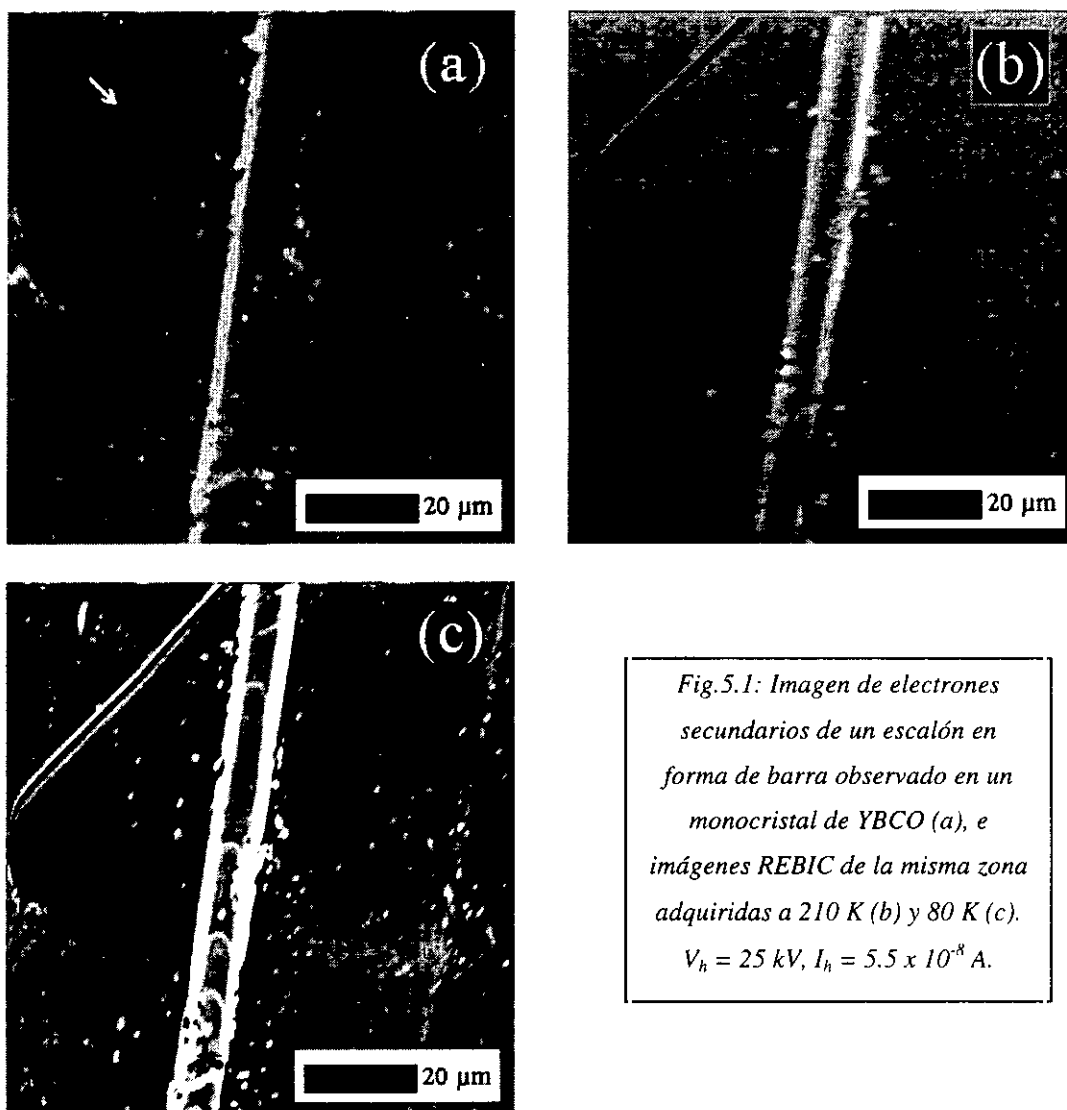 (a)
(b)
20 µm
20 µm
(c)
20 µm
Fig.5.1: Imagen de electrones
secundarios de un escalón en
forma de barra observado en un
monocristal de YBCO (a), e
imágenes REBIC de la misma zona
adquiridas a 210 K (b) y 80 K (c).
V_h = 25 kV, I_h = 5.5 x 10^-8 A.